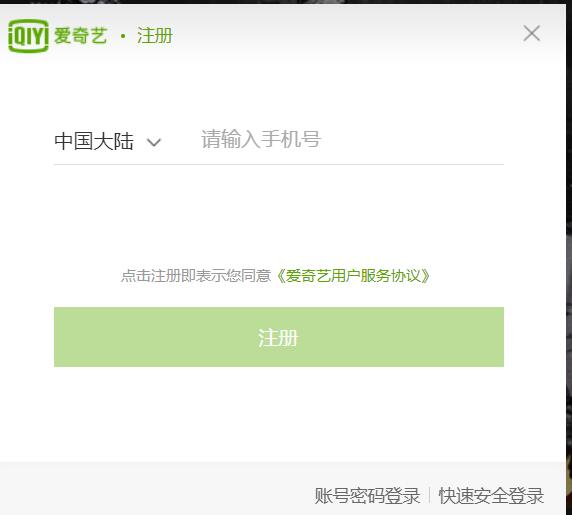 iQIYI 爱奇艺 · 注册
中国大陆 请输入手机号
点击注册即表示您同意《爱奇艺用户服务协议》
注册
账号密码登录 | 快速安全登录